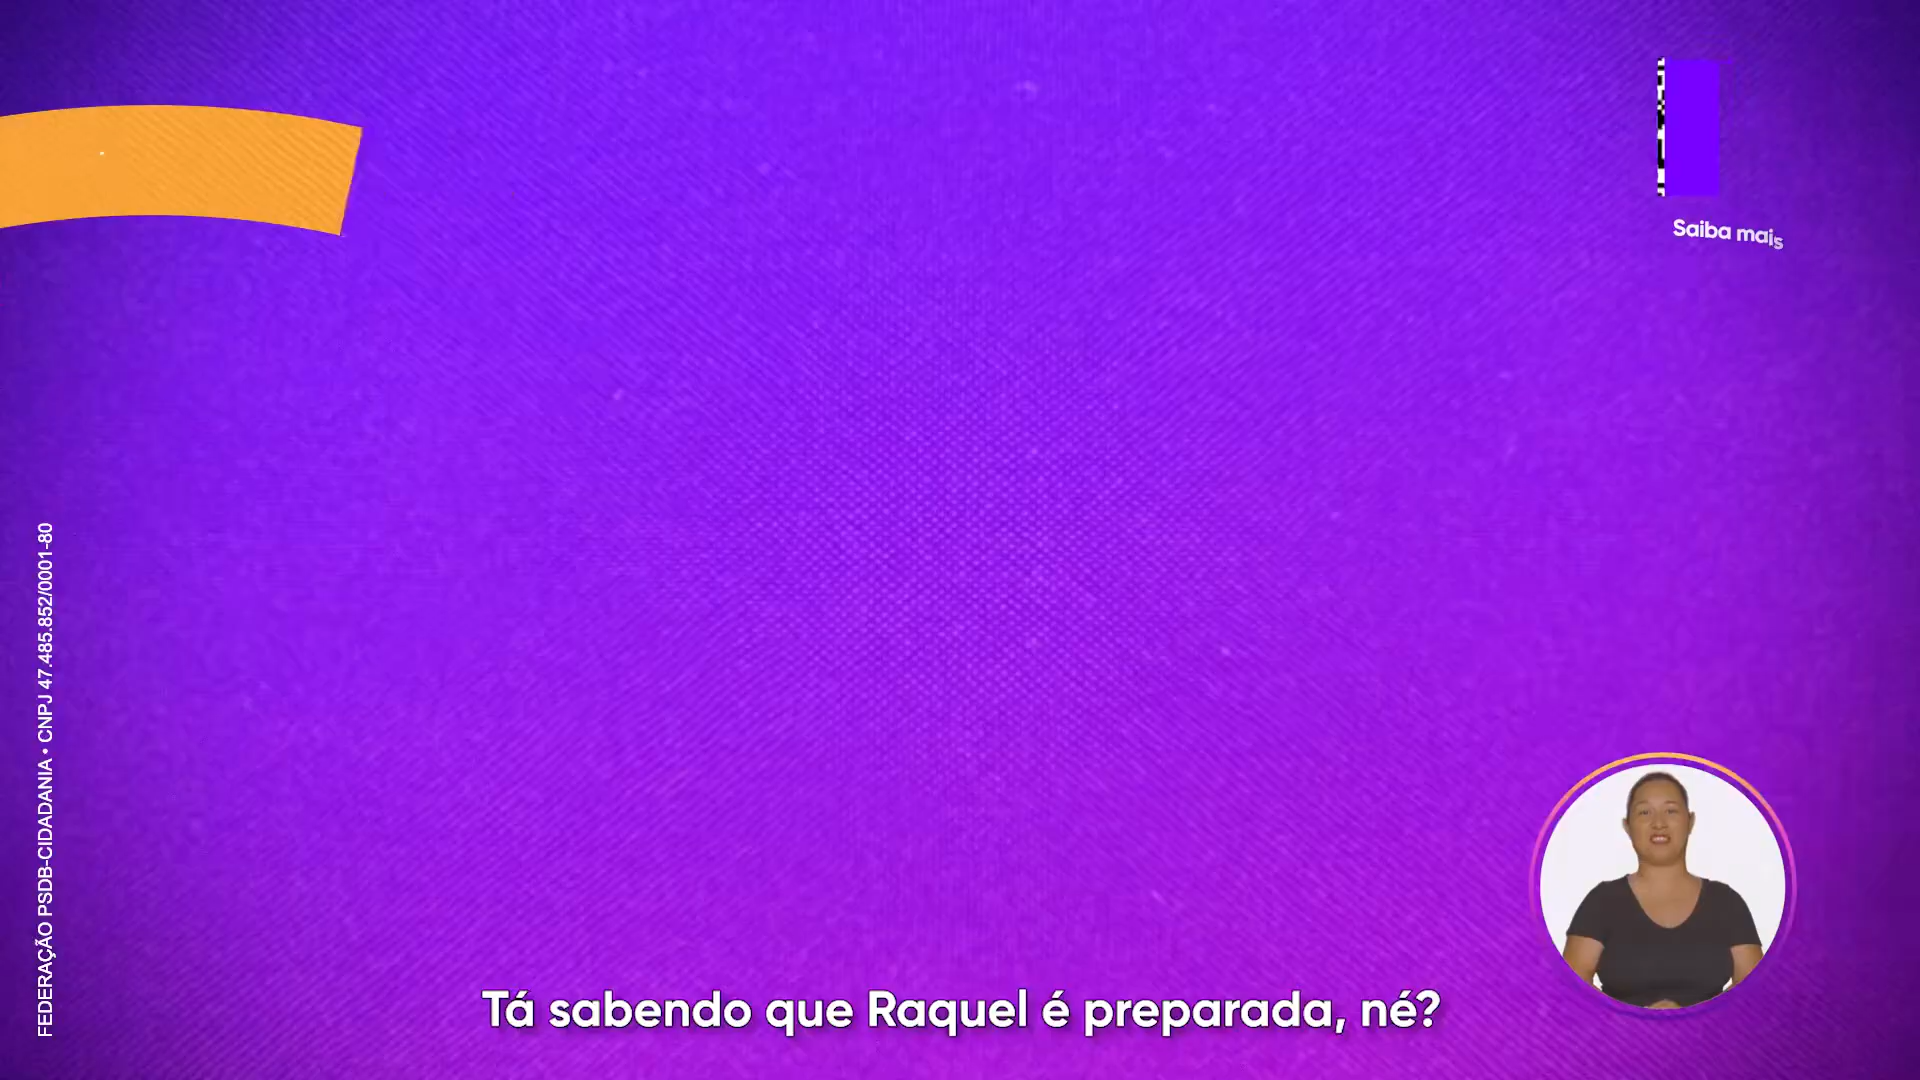 Saiba mais
FEDERAÇÃO PSDB-CIDADANIA • CNPJ 47.485.852/0001-80
Tá sabendo que Raquel é preparada, né?